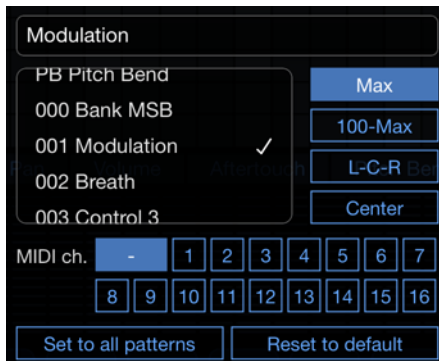 Modulation
PB Pitch Bend
000 Bank MSB
001 Modulation
002 Breath
003 Control 3
Max
100-Max
L-C-R
Center
MIDI ch. - 1 2 3 4 5 6 7
8 9 10 11 12 13 14 15 16
Set to all patterns Reset to default